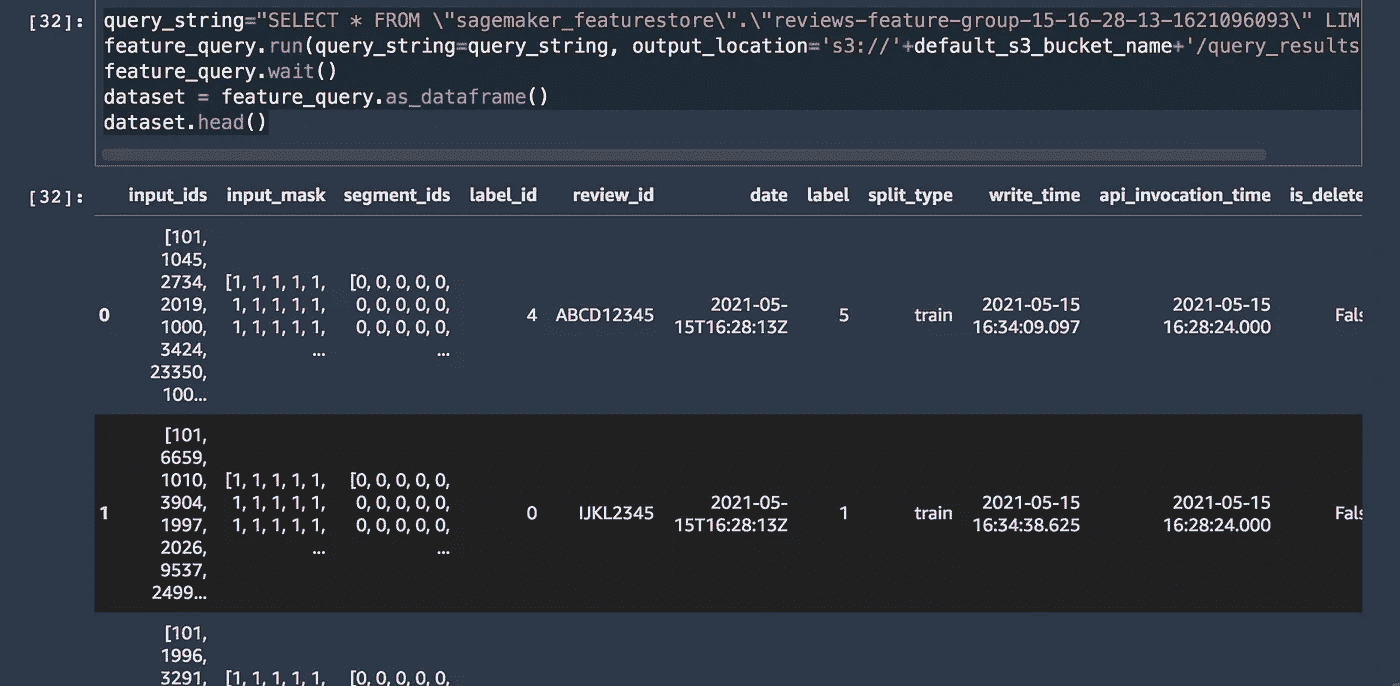 [32]: query_string="SELECT * FROM \"sagemaker_featurestore\".\"reviews-feature-group-15-16-28-13-1621096093\" LIM
feature_query.run(query_string=query_string, output_location='s3://'+default_s3_bucket_name+'/query_results
feature_query.wait()
dataset = feature_query.as_dataframe()
dataset.head()
[32]: input_ids input_mask segment_ids label_id review_id date label split_type write_time api_invocation_time is_delete
[101,
1045,
2734, [1, 1, 1, 1, 1, [0, 0, 0, 0, 0,
2019, 1, 1, 1, 1, 1, 0, 0, 0, 0, 0, 2021-05- 2021-05-15 2021-05-15
0 4 ABCD12345 5 train Fals
1000, 1, 1, 1, 1, 1, 0, 0, 0, 0, 0, 15T16:28:13Z 16:34:09.097 16:28:24.000
3424, ... ...
23350,
100...
[101,
6659,
1010, [1, 1, 1, 1, 1, [0, 0, 0, 0, 0,
3904, 1, 1, 1, 1, 1, 0, 0, 0, 0, 0, 2021-05- 2021-05-15 2021-05-15
1 0 IJKL2345 1 train Fals
1997, 1, 1, 1, 1, 1, 0, 0, 0, 0, 0, 15T16:28:13Z 16:34:38.625 16:28:24.000
2026, ... ...
9537,
2499...
[101,
1996,
3291, [1, 1, 1, 1, 1, [0, 0, 0, 0, 0,